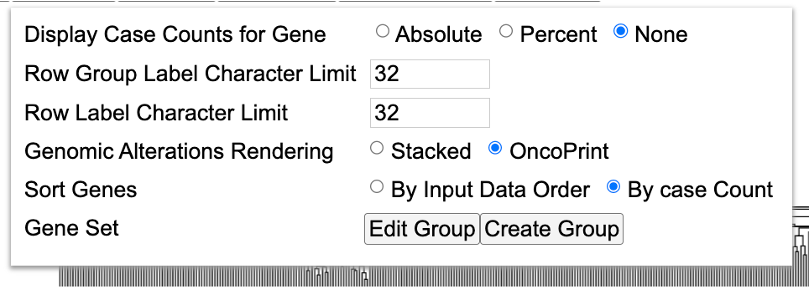 Display Case Counts for Gene Absolute Percent None
Row Group Label Character Limit 32
Row Label Character Limit 32
Genomic Alterations Rendering Stacked OncoPrint
Sort Genes By Input Data Order By case Count
Gene Set Edit Group Create Group